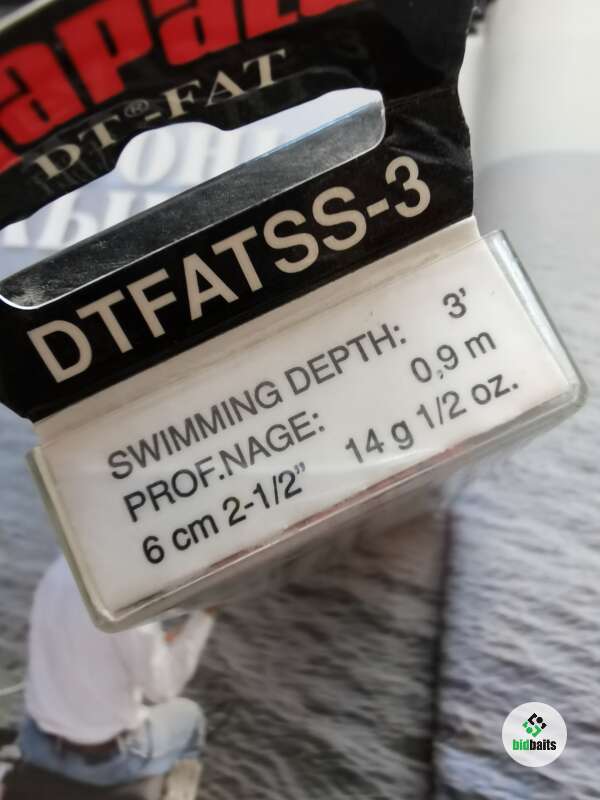 RAPALA
DT®-FAT
DTFATSS-3
SWIMMING DEPTH: 3'
PROF.NAGE: 0,9 m
6 cm 2-1/2" 14 g 1/2 oz.
bidbaits